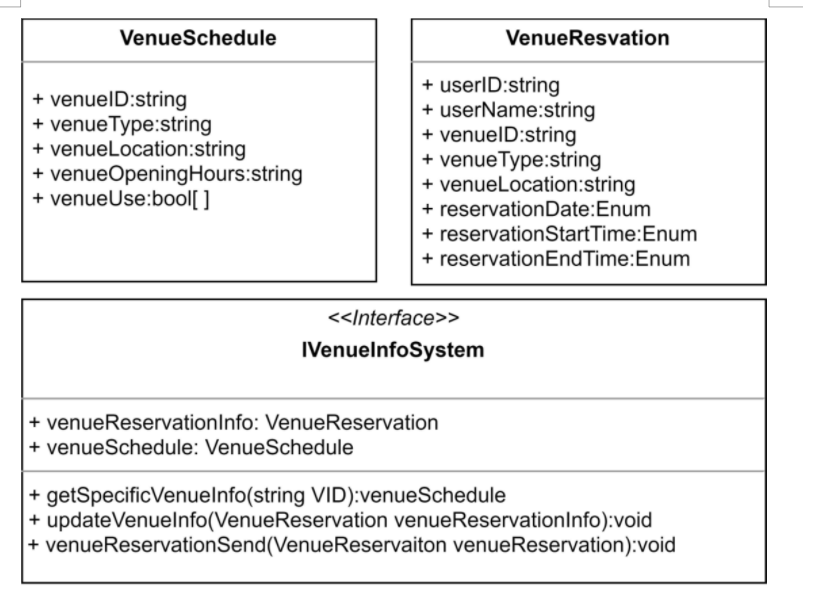 VenueSchedule
+ venueID:string
+ venueType:string
+ venueLocation:string
+ venueOpeningHours:string
+ venueUse:bool[ ]
VenueResvation
+ userID:string
+ userName:string
+ venueID:string
+ venueType:string
+ venueLocation:string
+ reservationDate:Enum
+ reservationStartTime:Enum
+ reservationEndTime:Enum
<<Interface>>
IVenueInfoSystem
+ venueReservationInfo: VenueReservation
+ venueSchedule: VenueSchedule
+ getSpecificVenueInfo(string VID):venueSchedule
+ updateVenueInfo(VenueReservation venueReservationInfo):void
+ venueReservationSend(VenueReservaiton venueReservation):void